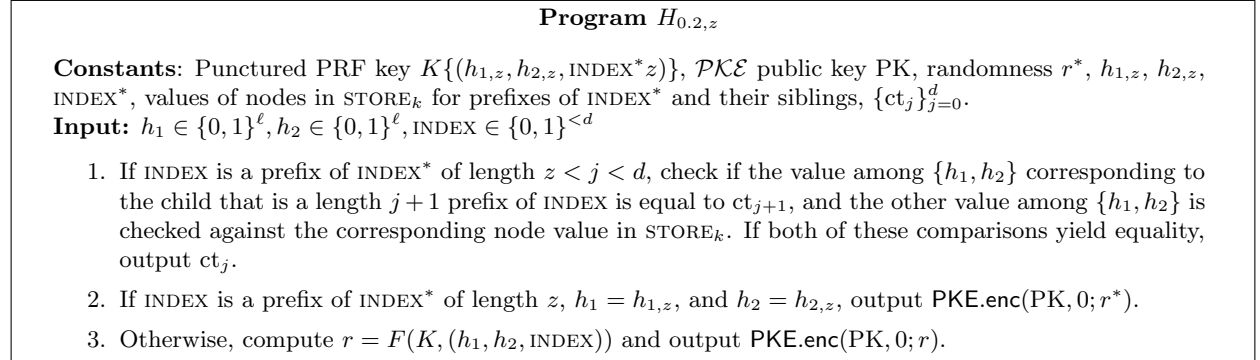 Program H_{0.2,z}
Constants: Punctured PRF key K{(h_{1,z}, h_{2,z}, INDEX*z)}, PKE public key PK, randomness r*, h_{1,z}, h_{2,z},
INDEX*, values of nodes in STORE_k for prefixes of INDEX* and their siblings, {ct_j}_{j=0}^d.
Input: h_1 ∈ {0, 1}^ℓ, h_2 ∈ {0, 1}^ℓ, INDEX ∈ {0, 1}^{<d}
1. If INDEX is a prefix of INDEX* of length z < j < d, check if the value among {h_1, h_2} corresponding to
the child that is a length j + 1 prefix of INDEX is equal to ct_{j+1}, and the other value among {h_1, h_2} is
checked against the corresponding node value in STORE_k. If both of these comparisons yield equality,
output ct_j.
2. If INDEX is a prefix of INDEX* of length z, h_1 = h_{1,z}, and h_2 = h_{2,z}, output PKE.enc(PK, 0; r*).
3. Otherwise, compute r = F(K, (h_1, h_2, INDEX)) and output PKE.enc(PK, 0; r).